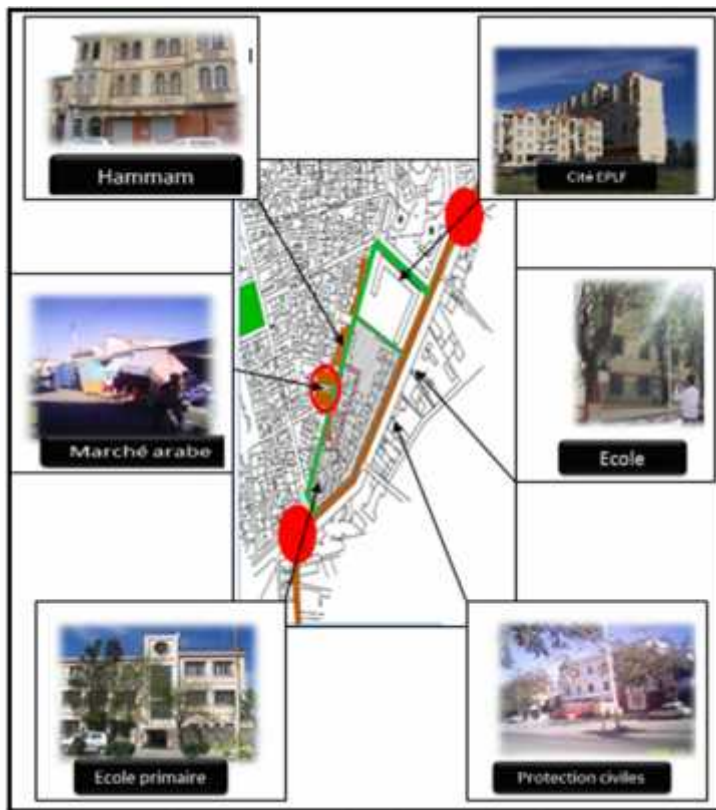 Hammam
Cité EPLF
Marché arabe
Ecole
Ecole primaire
Protection civiles